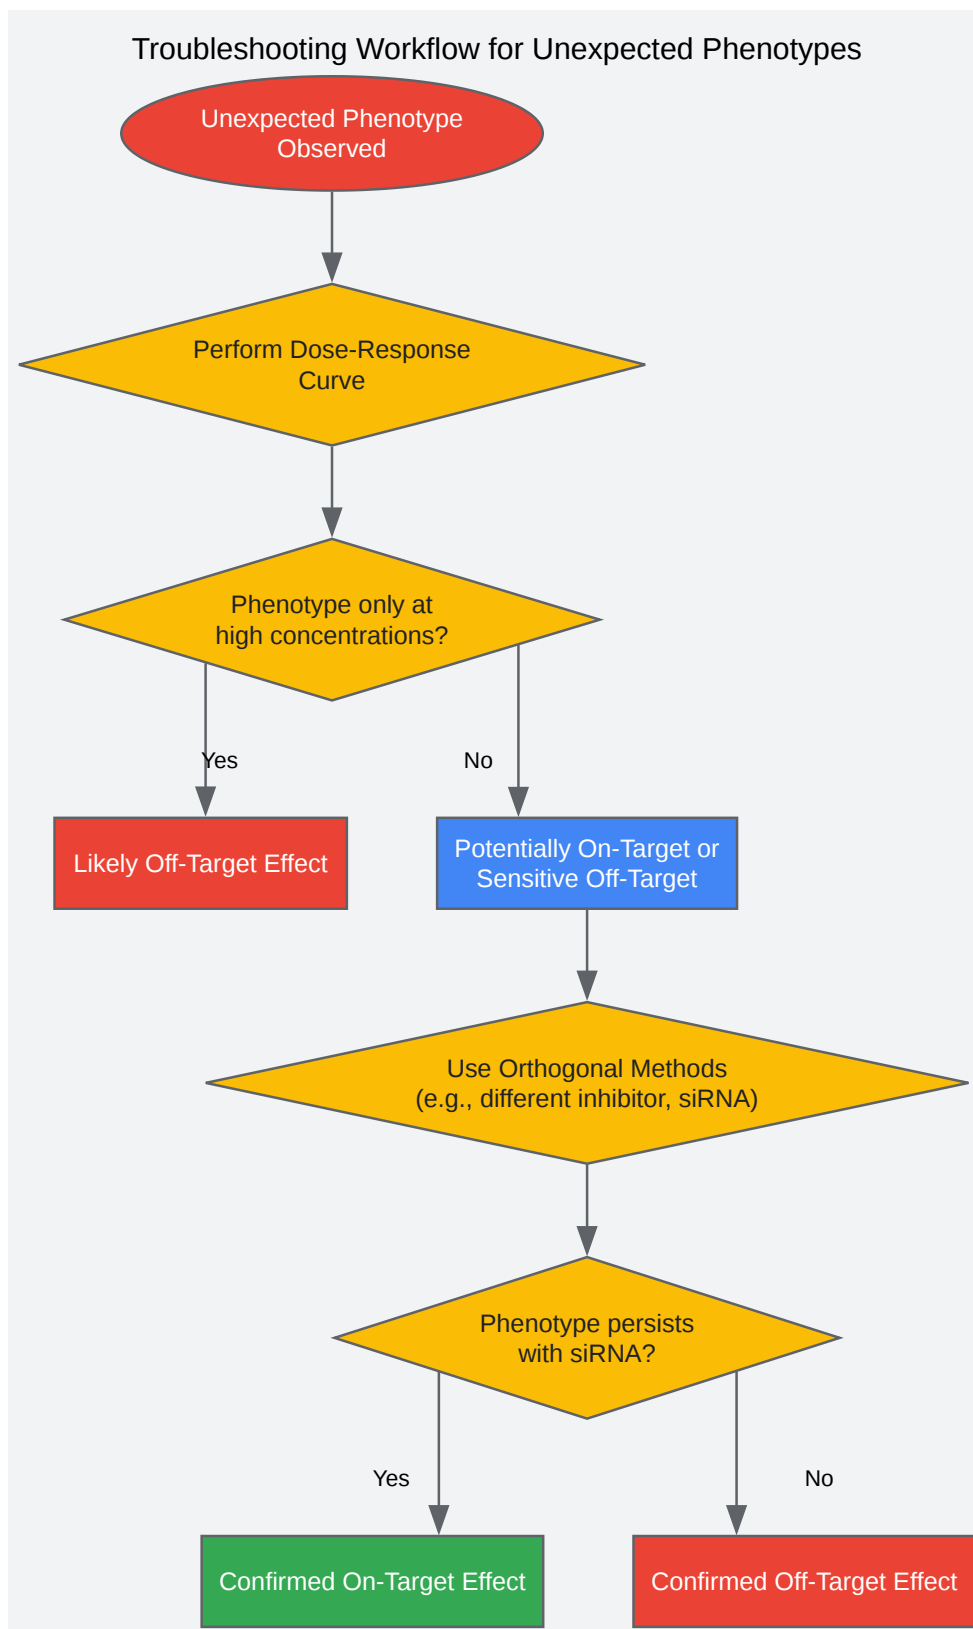 Troubleshooting Workflow for Unexpected Phenotypes
Unexpected Phenotype
Observed
Perform Dose-Response
Curve
Phenotype only at
high concentrations?
Yes
No
Likely Off-Target Effect
Potentially On-Target or
Sensitive Off-Target
Use Orthogonal Methods
(e.g., different inhibitor, siRNA)
Phenotype persists
with siRNA?
Yes
No
Confirmed On-Target Effect
Confirmed Off-Target Effect